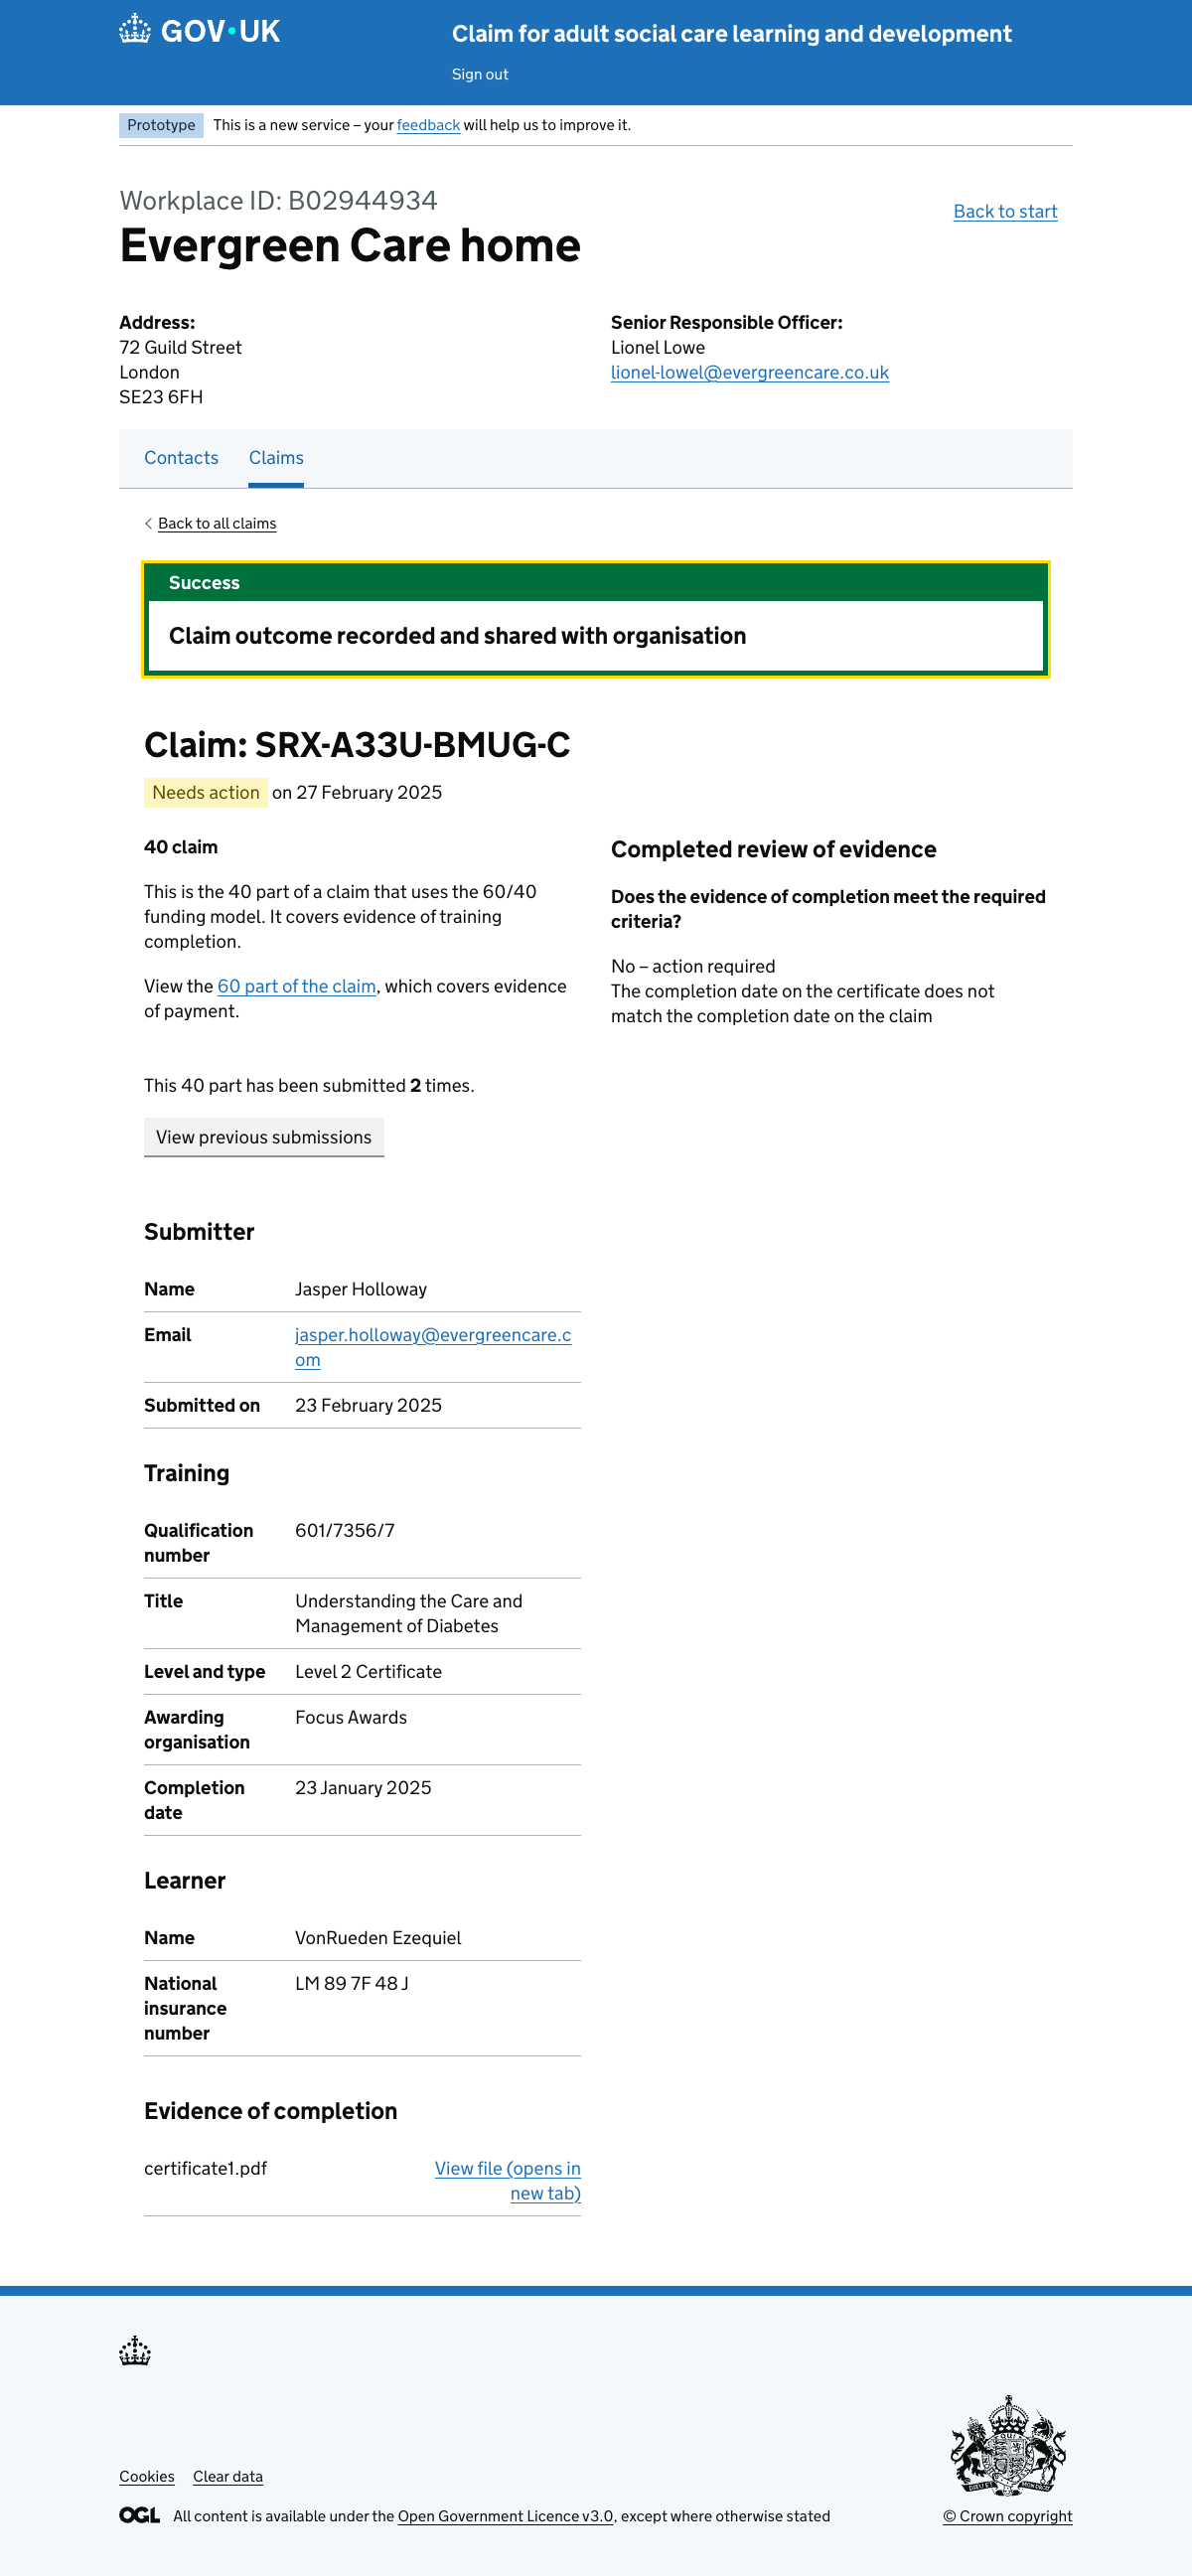 GOV·UK
Claim for adult social care learning and development
Sign out
Prototype This is a new service – your feedback will help us to improve it.
Workplace ID: B02944934
Evergreen Care home
Back to start
Address:
72 Guild Street
London
SE23 6FH
Senior Responsible Officer:
Lionel Lowe
lionel-lowel@evergreencare.co.uk
Contacts Claims
Back to all claims
Success
Claim outcome recorded and shared with organisation
Claim: SRX-A33U-BMUG-C
Needs action on 27 February 2025
40 claim
This is the 40 part of a claim that uses the 60/40
funding model. It covers evidence of training
completion.
View the 60 part of the claim, which covers evidence
of payment.
Completed review of evidence
Does the evidence of completion meet the required
criteria?
No – action required
The completion date on the certificate does not
match the completion date on the claim
This 40 part has been submitted 2 times.
View previous submissions
Submitter
Name Jasper Holloway
Email jasper.holloway@evergreencare.c
om
Submitted on 23 February 2025
Training
Qualification
number
601/7356/7
Title Understanding the Care and
Management of Diabetes
Level and type Level 2 Certificate
Awarding
organisation
Focus Awards
Completion
date
23 January 2025
Learner
Name VonRueden Ezequiel
National
insurance
number
LM 89 7F 48 J
Evidence of completion
certificate1.pdf View file (opens in
new tab)
Cookies Clear data
OGL All content is available under the Open Government Licence v3.0, except where otherwise stated
© Crown copyright